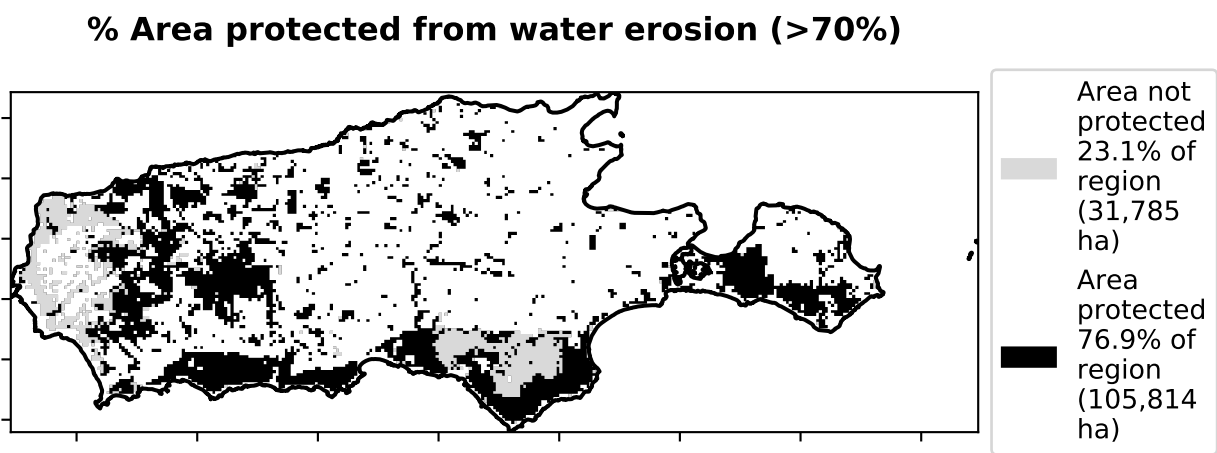 % Area protected from water erosion (>70%)
Area not
protected
23.1% of
region
(31,785
ha)
Area
protected
76.9% of
region
(105,814
ha)